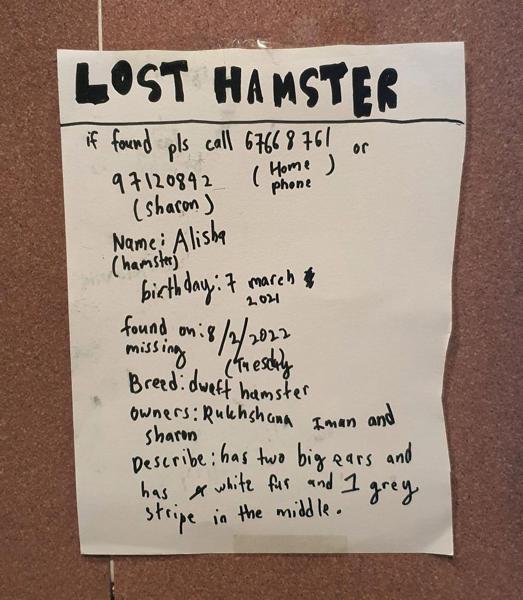 LOST HAMSTER
if found pls call 67668761 or
97120892 (Home phone)
(sharon)
Name: Alisha
(hamster)
birthday: 7 march
2021
found on: 8/2/2022
missing (Tuesday)
Breed: dweft hamster
owners: Rukhshana Iman and
sharon
Describe: has two big ears and
has white fur and 1 grey
stripe in the middle.